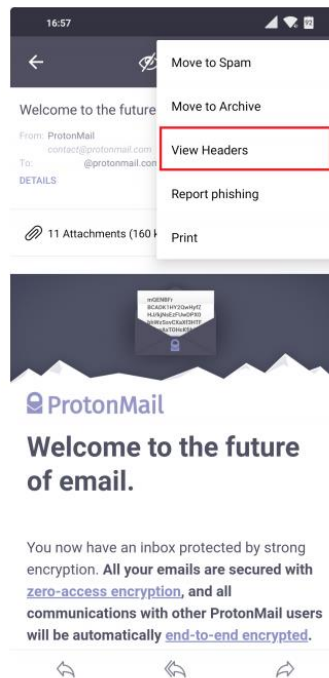 16:57
Move to Spam
Move to Archive
View Headers
Report phishing
Print
Welcome to the future
From: ProtonMail
contact@protonmail.com
To: @protonmail.com
DETAILS
11 Attachments (160 k
ProtonMail
Welcome to the future
of email.
You now have an inbox protected by strong
encryption. All your emails are secured with
zero-access encryption, and all
communications with other ProtonMail users
will be automatically end-to-end encrypted.